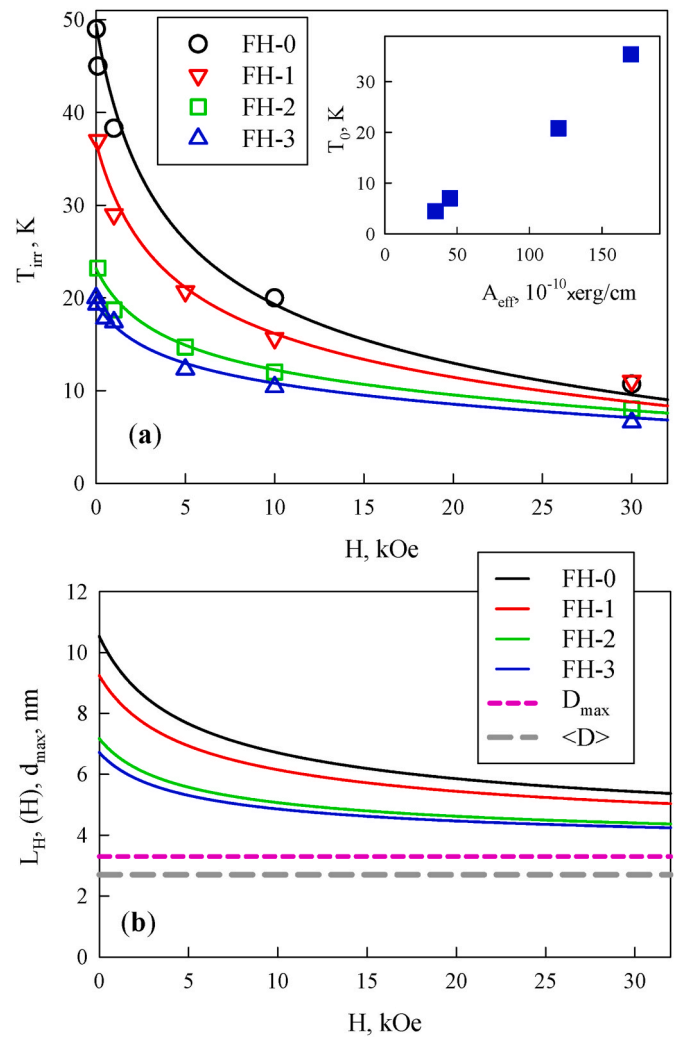 50
40
30
20
10
0
T_irr, K
FH-0
FH-1
FH-2
FH-3
30
20
10
0
T_0, K
0 50 100 150
A_eff, 10^-10 xerg/cm
(a)
0 5 10 15 20 25 30
H, kOe
12
10
8
6
4
2
0
L_H, (H), d_max, nm
FH-0
FH-1
FH-2
FH-3
D_max
<D>
(b)
0 5 10 15 20 25 30
H, kOe